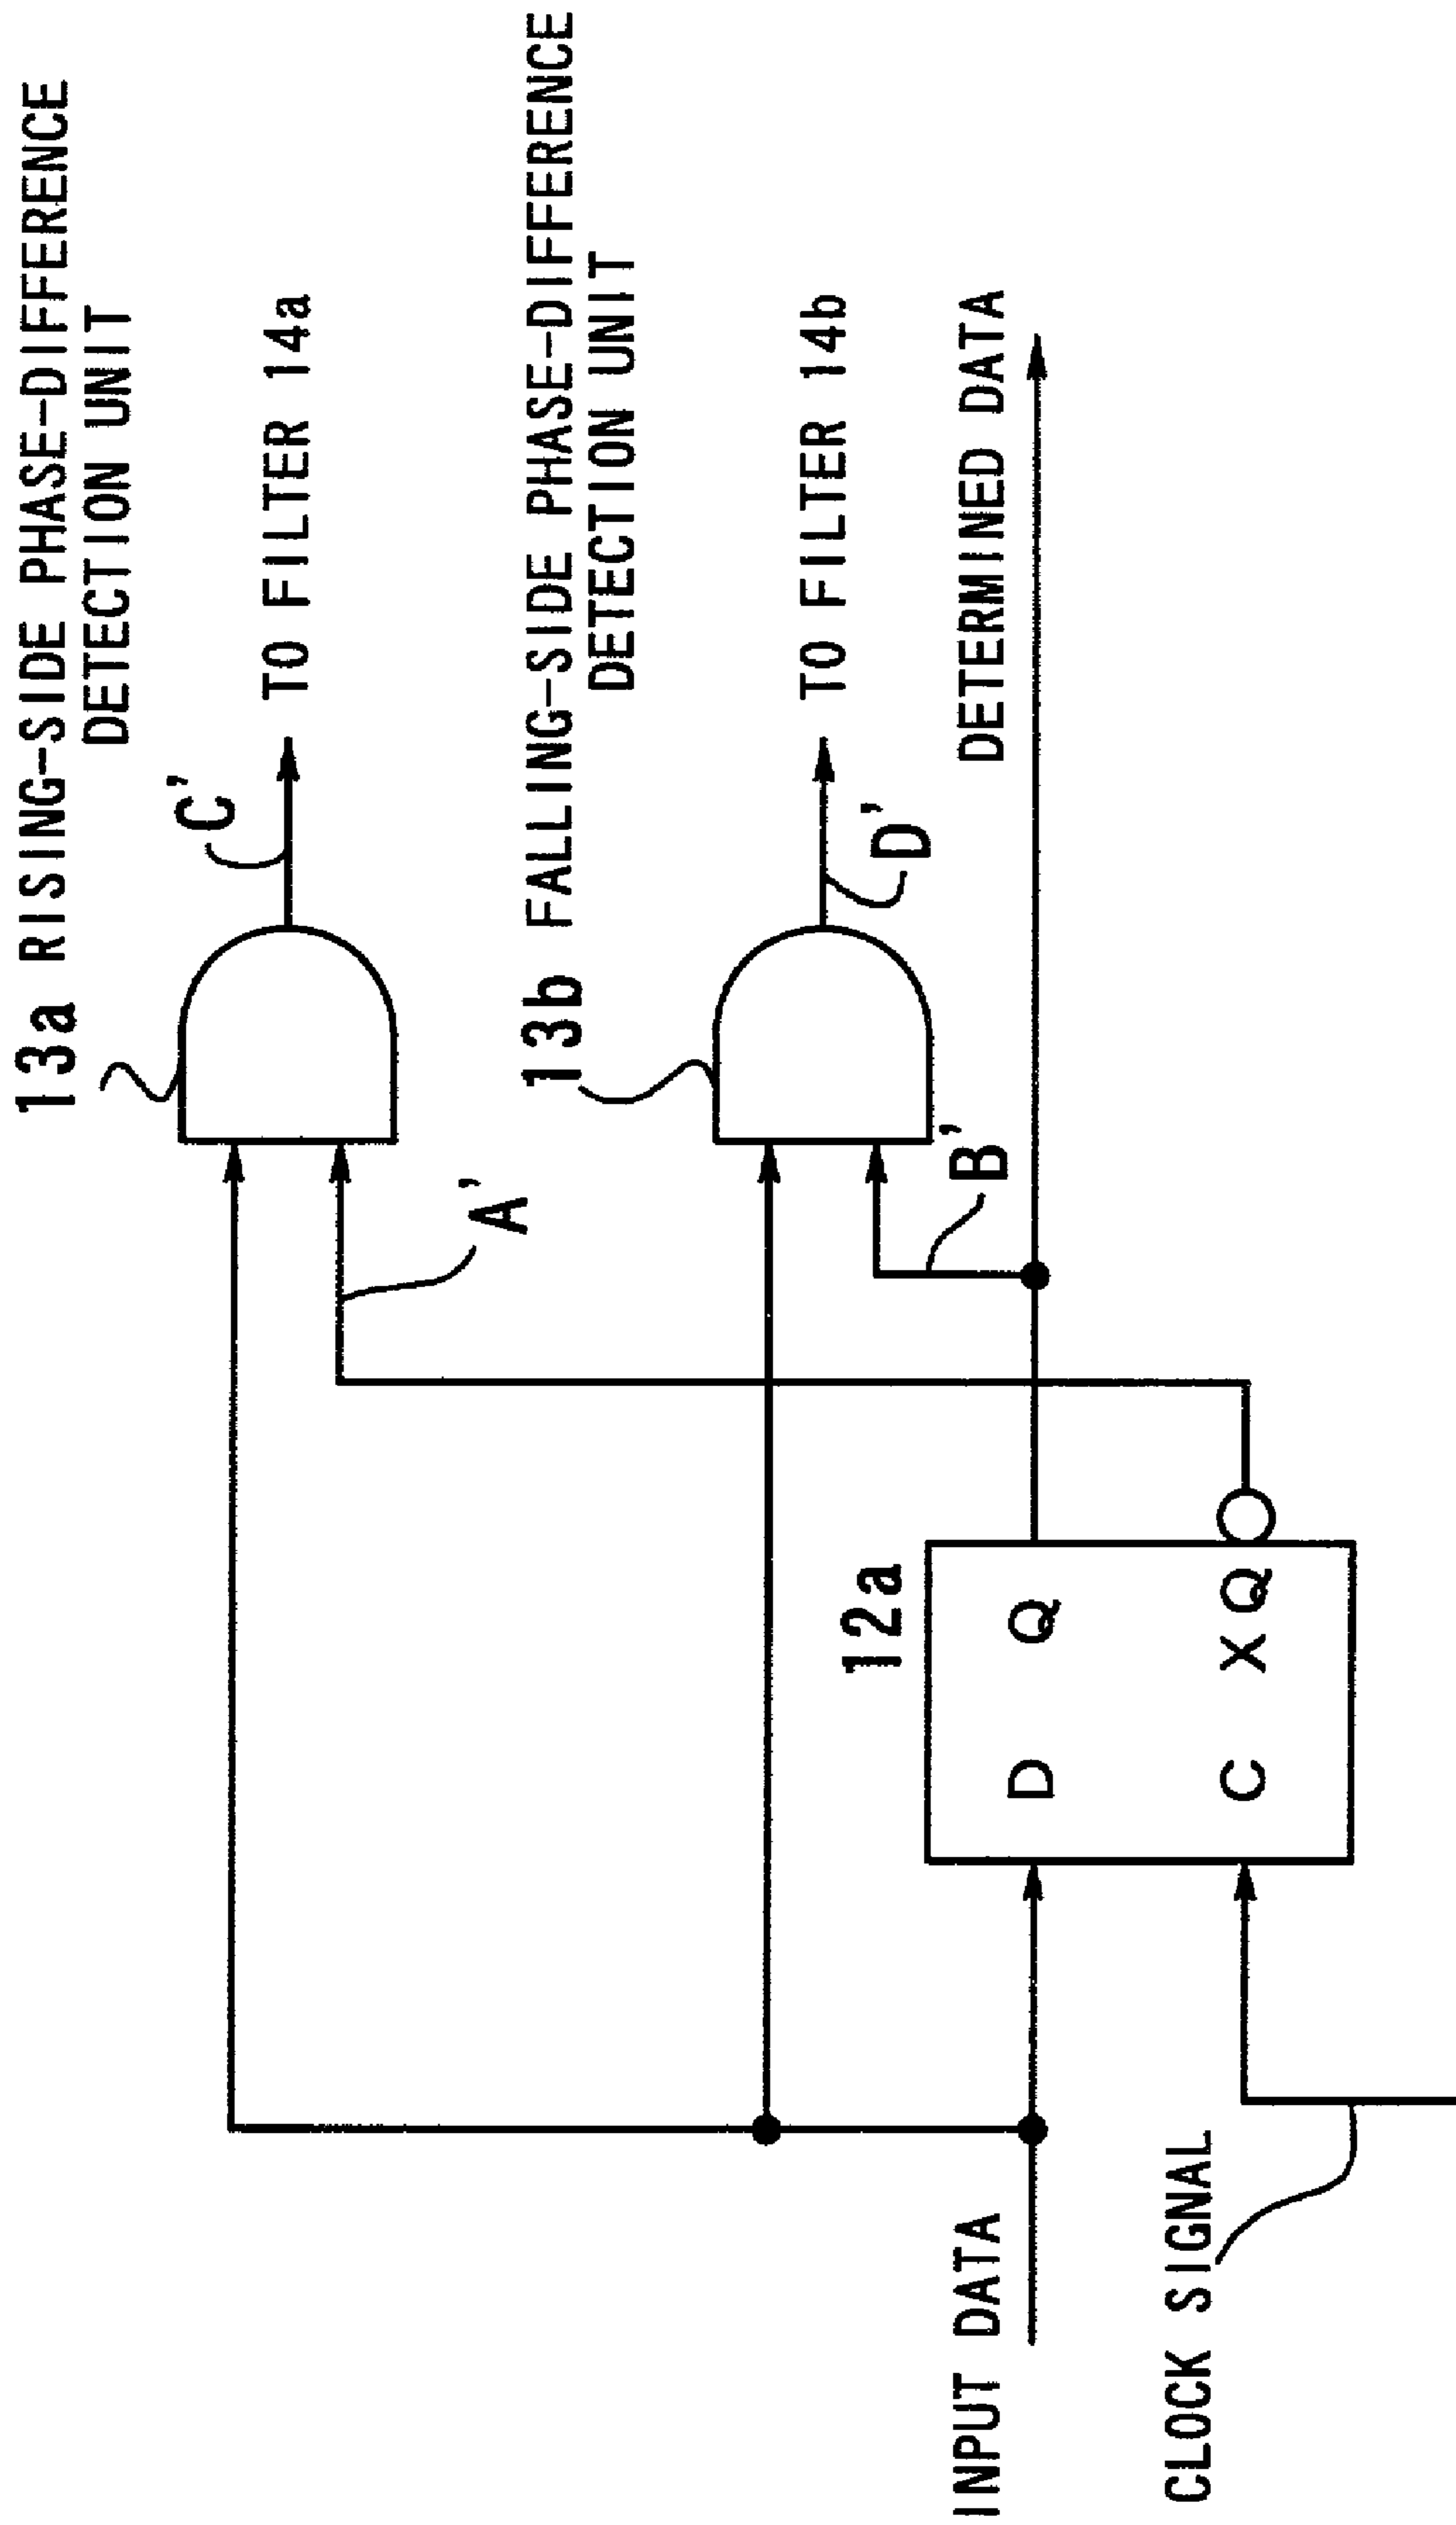 13a RISING-SIDE PHASE-DIFFERENCE
DETECTION UNIT
C'
TO FILTER 14a
A'
13b FALLING-SIDE PHASE-DIFFERENCE
DETECTION UNIT
TO FILTER 14b
D'
B'
DETERMINED DATA
12a
INPUT DATA
D Q
C XQ
CLOCK SIGNAL